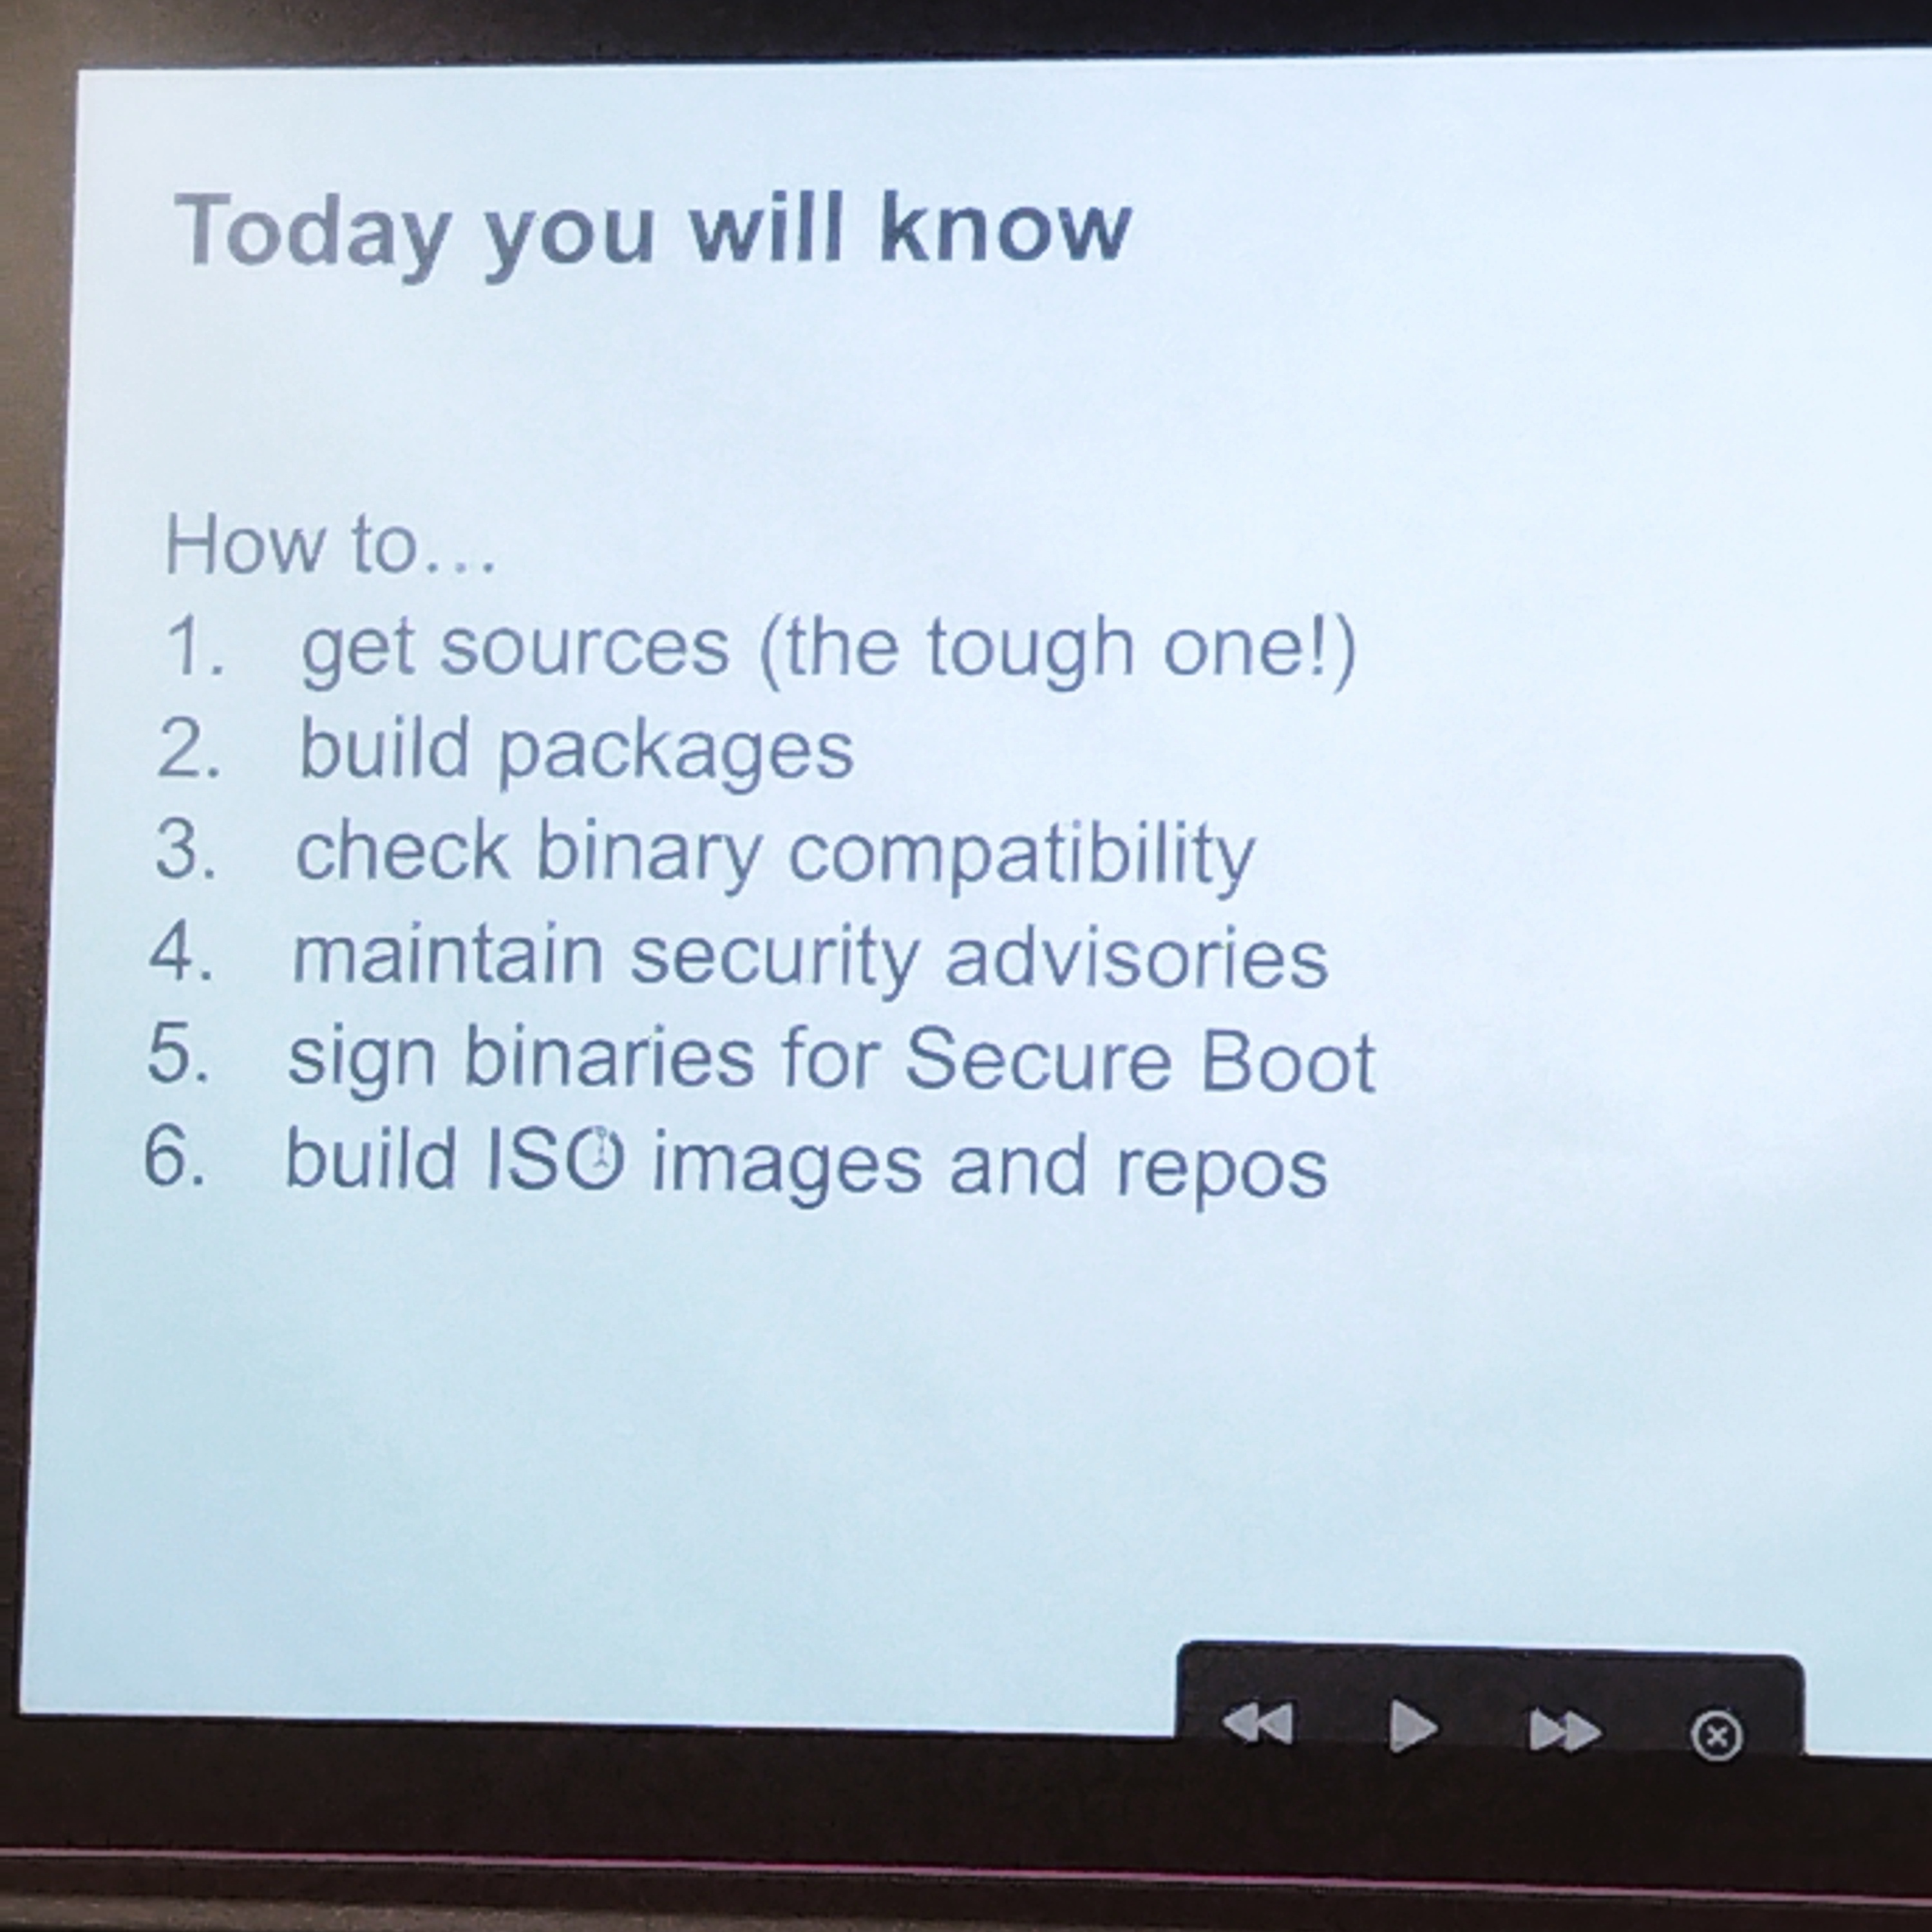 Today you will know
How to…
1. get sources (the tough one!)
2. build packages
3. check binary compatibility
4. maintain security advisories
5. sign binaries for Secure Boot
6. build ISO images and repos